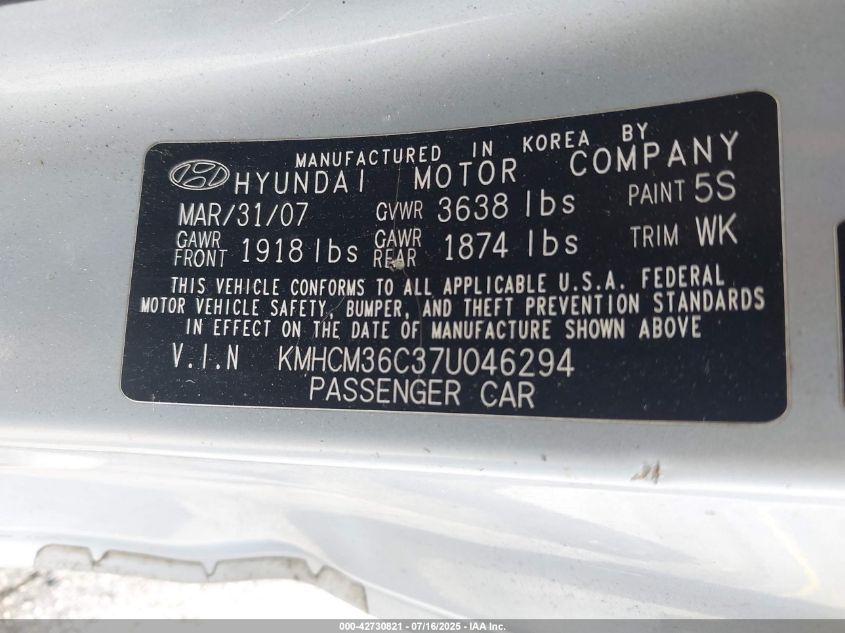 MANUFACTURED IN KOREA BY
HYUNDAI MOTOR COMPANY
MAR/31/07 GVWR 3638 lbs PAINT 5S
GAWR FRONT 1918 lbs GAWR REAR 1874 lbs TRIM WK
THIS VEHICLE CONFORMS TO ALL APPLICABLE U.S.A. FEDERAL
MOTOR VEHICLE SAFETY, BUMPER, AND THEFT PREVENTION STANDARDS
IN EFFECT ON THE DATE OF MANUFACTURE SHOWN ABOVE
V.I.N KMHCM36C37U046294
PASSENGER CAR
000-42730821 - 07/16/2025 - IAA Inc.